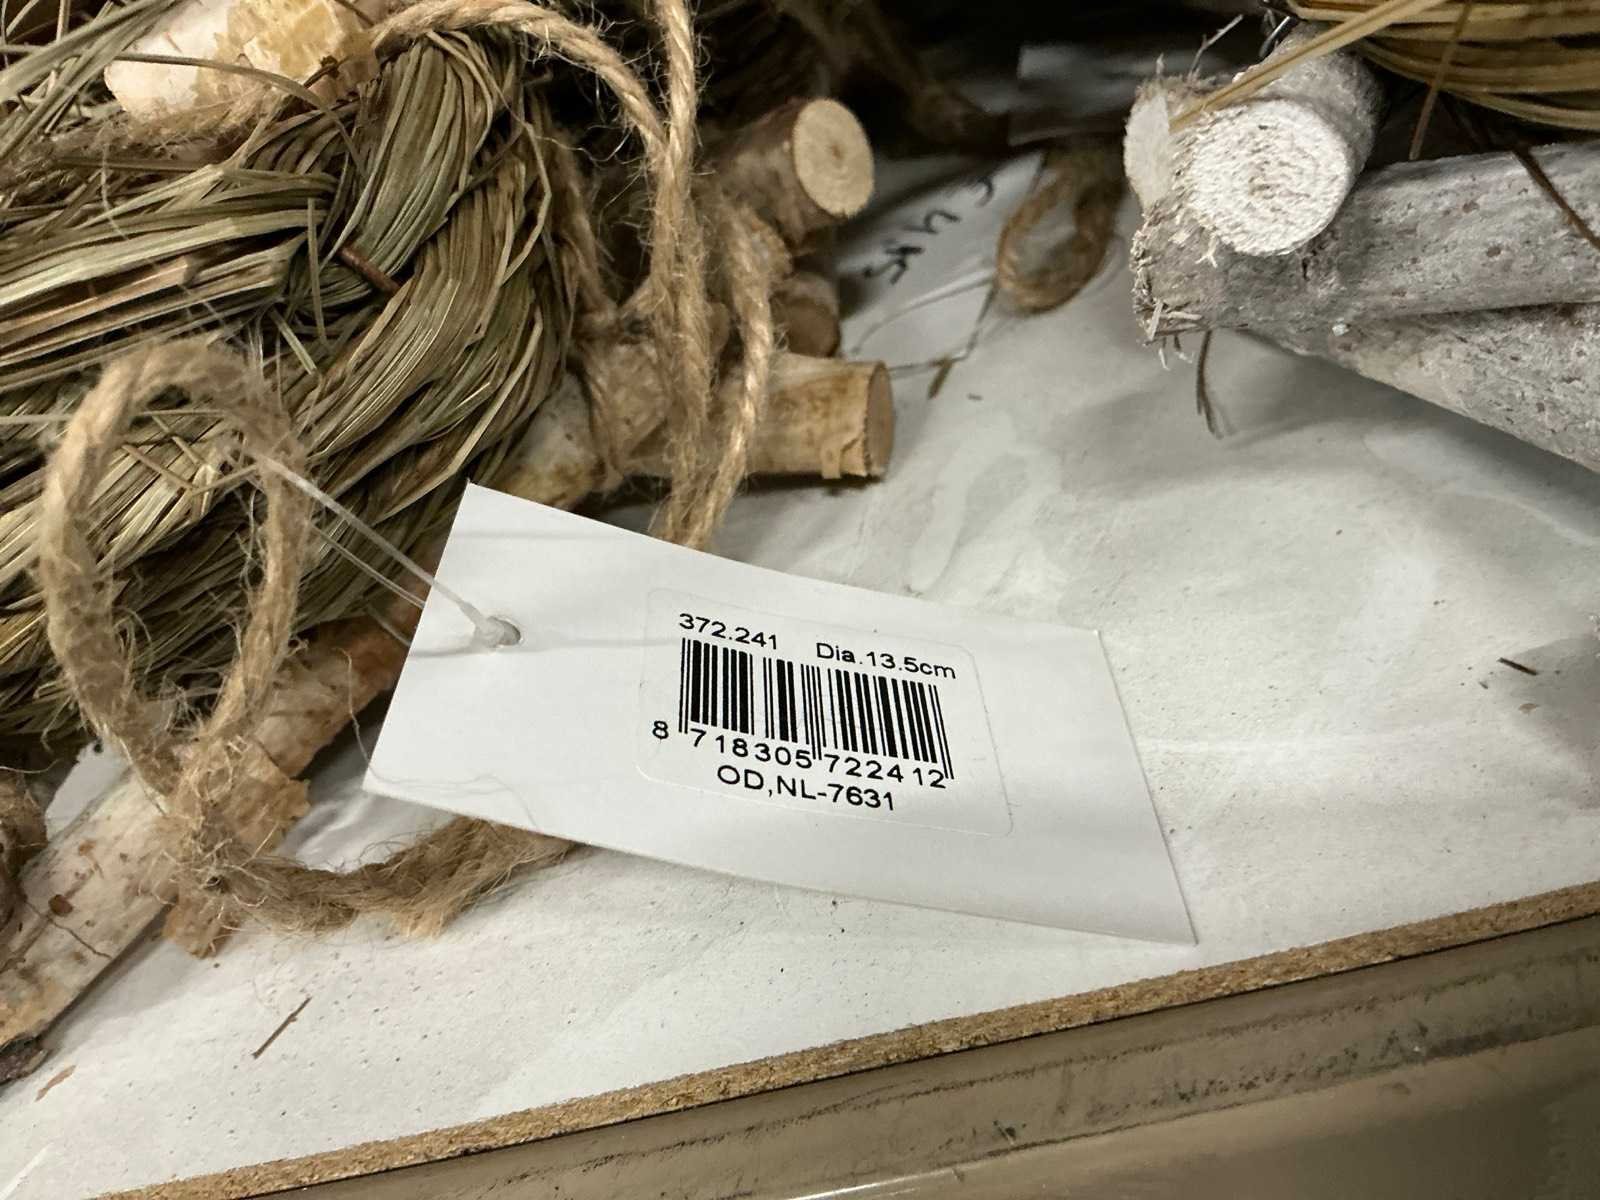 372.241 Dia.13.5cm
8 718305 722412
OD,NL-7631